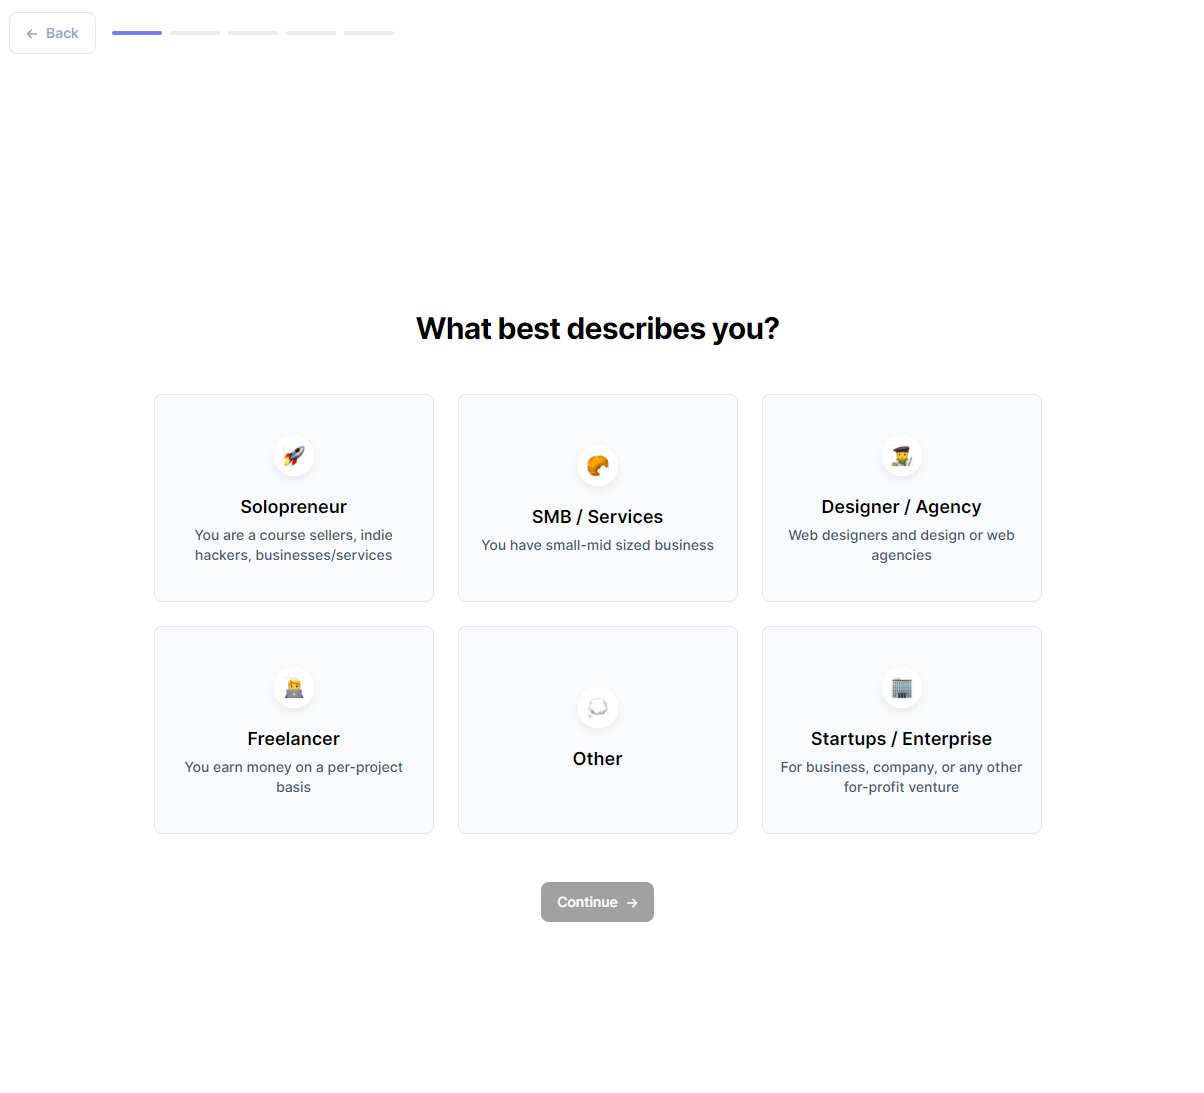 ← Back
What best describes you?
Solopreneur
You are a course sellers, indie
hackers, businesses/services
SMB / Services
You have small-mid sized business
Designer / Agency
Web designers and design or web
agencies
Freelancer
You earn money on a per-project
basis
Other
Startups / Enterprise
For business, company, or any other
for-profit venture
Continue →